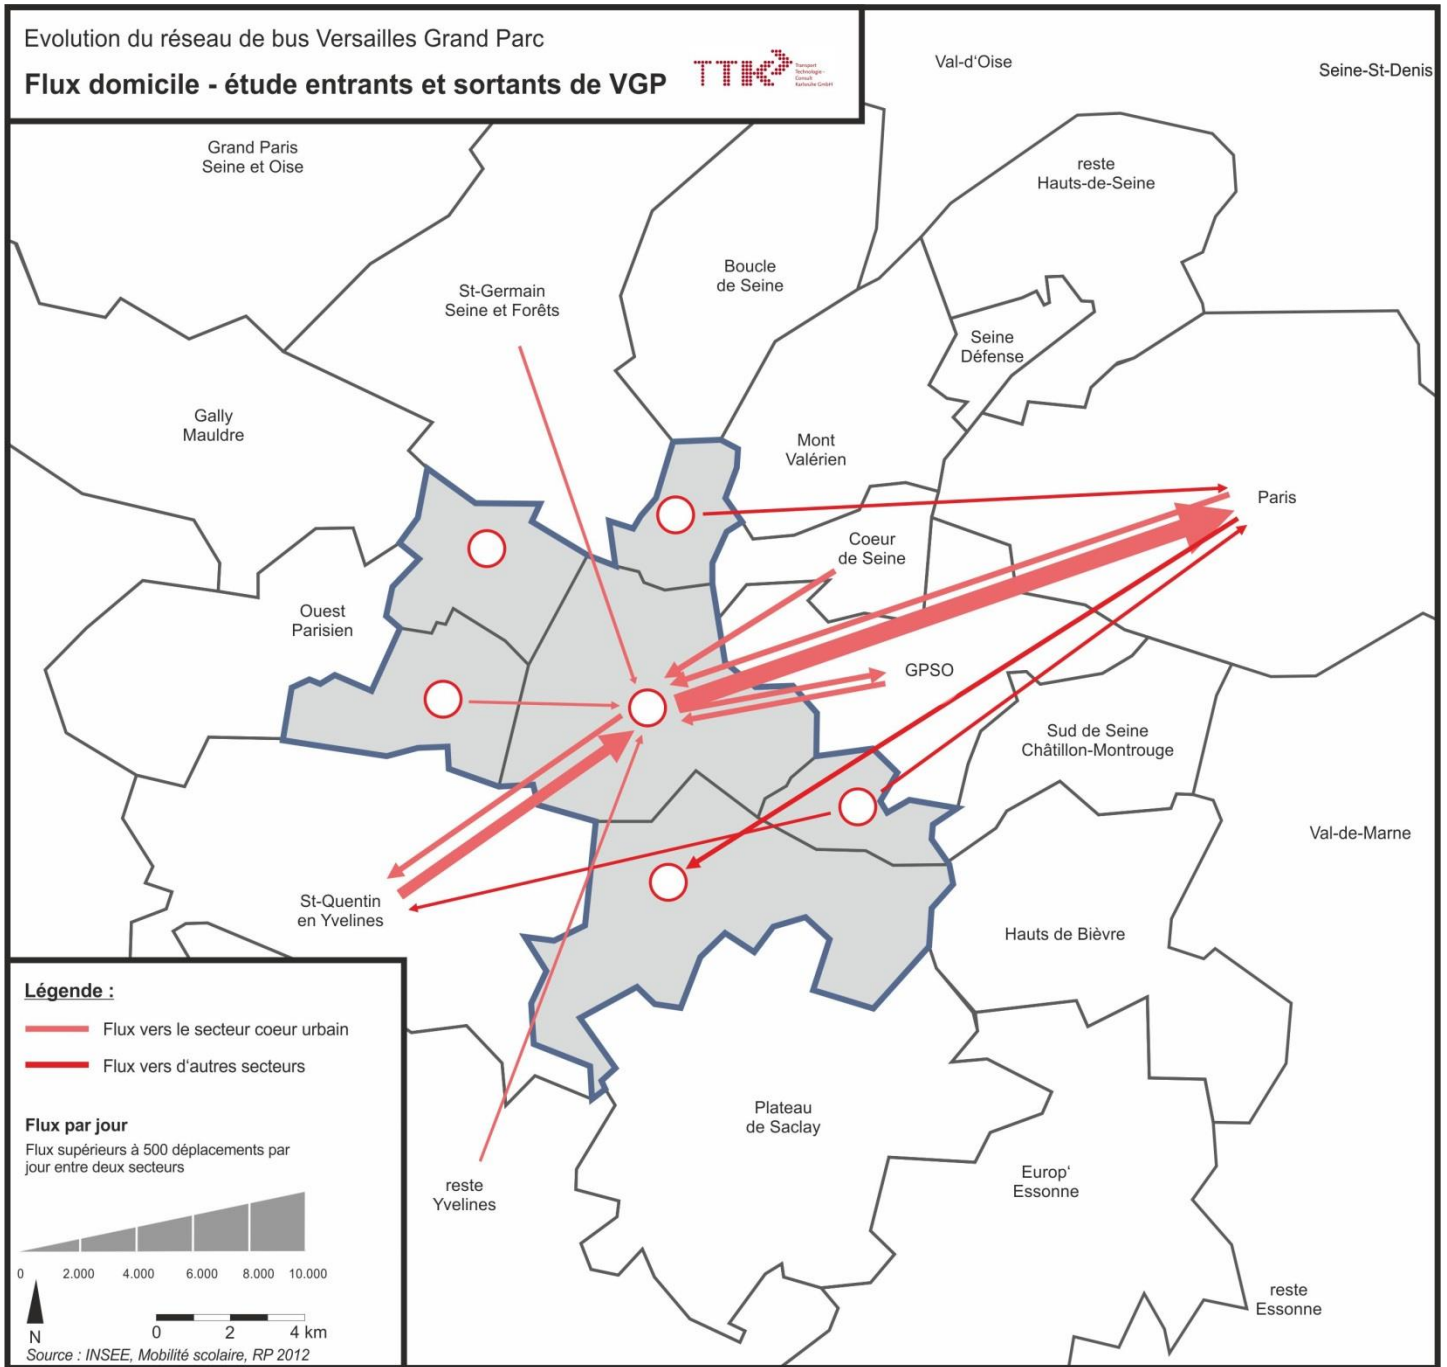 Evolution du réseau de bus Versailles Grand Parc
Flux domicile - étude entrants et sortants de VGP
TTK
Transport
Technologie-
Consult
Karlsruhe GmbH
Val-d'Oise
Seine-St-Denis
Grand Paris
Seine et Oise
reste
Hauts-de-Seine
Boucle
de Seine
St-Germain
Seine et Forêts
Seine
Défense
Gally
Mauldre
Mont
Valérien
Paris
Coeur
de Seine
Ouest
Parisien
GPSO
Sud de Seine
Châtillon-Montrouge
Val-de-Marne
St-Quentin
en Yvelines
Hauts de Bièvre
Plateau
de Saclay
Europ'
Essonne
reste
Yvelines
reste
Essonne
Légende :
Flux vers le secteur coeur urbain
Flux vers d'autres secteurs
Flux par jour
Flux supérieurs à 500 déplacements par
jour entre deux secteurs
0 2.000 4.000 6.000 8.000 10.000
N
0 2 4 km
Source : INSEE, Mobilité scolaire, RP 2012